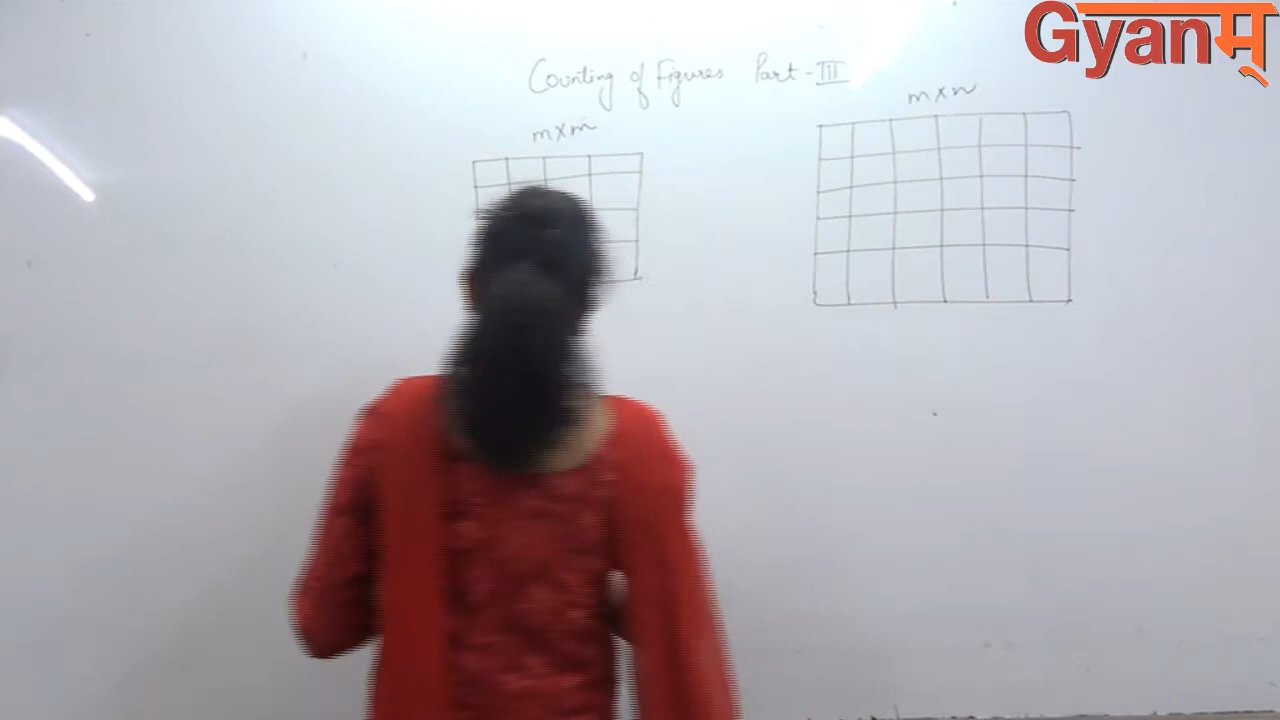 Gyanम्
Counting of Figures Part - III
m x m
m x n